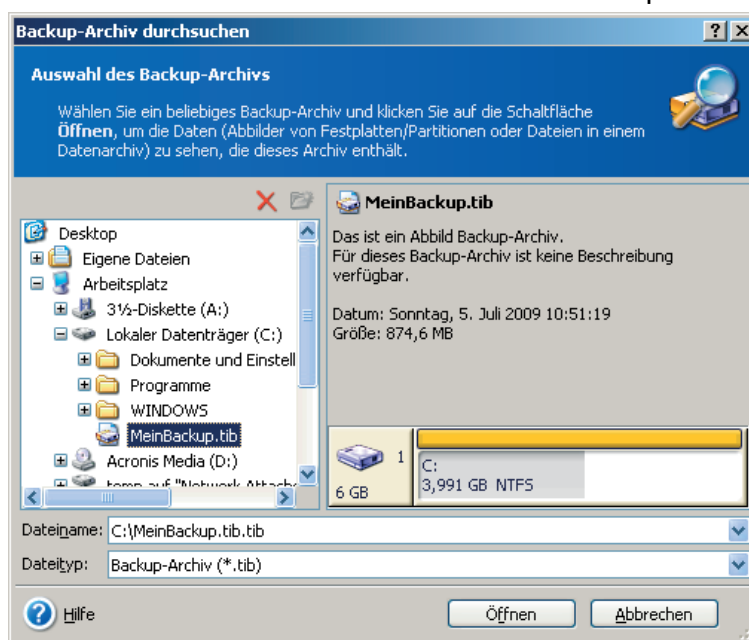 Backup-Archiv durchsuchen
Auswahl des Backup-Archivs
Wählen Sie ein beliebiges Backup-Archiv und klicken Sie auf die Schaltfläche
Öffnen, um die Daten (Abbilder von Festplatten/Partitionen oder Dateien in einem
Datenarchiv) zu sehen, die dieses Archiv enthält.
Desktop
Eigene Dateien
Arbeitsplatz
3½-Diskette (A:)
Lokaler Datenträger (C:)
Dokumente und Einstell
Programme
WINDOWS
MeinBackup.tib
Acronis Media (D:)
temp auf "Network Attache
MeinBackup.tib
Das ist ein Abbild Backup-Archiv.
Für dieses Backup-Archiv ist keine Beschreibung
verfügbar.
Datum: Sonntag, 5. Juli 2009 10:51:19
Größe: 874,6 MB
1
6 GB
C:
3,991 GB NTFS
Dateiname: C:\MeinBackup.tib.tib
Dateityp: Backup-Archiv (*.tib)
Hilfe
Öffnen
Abbrechen